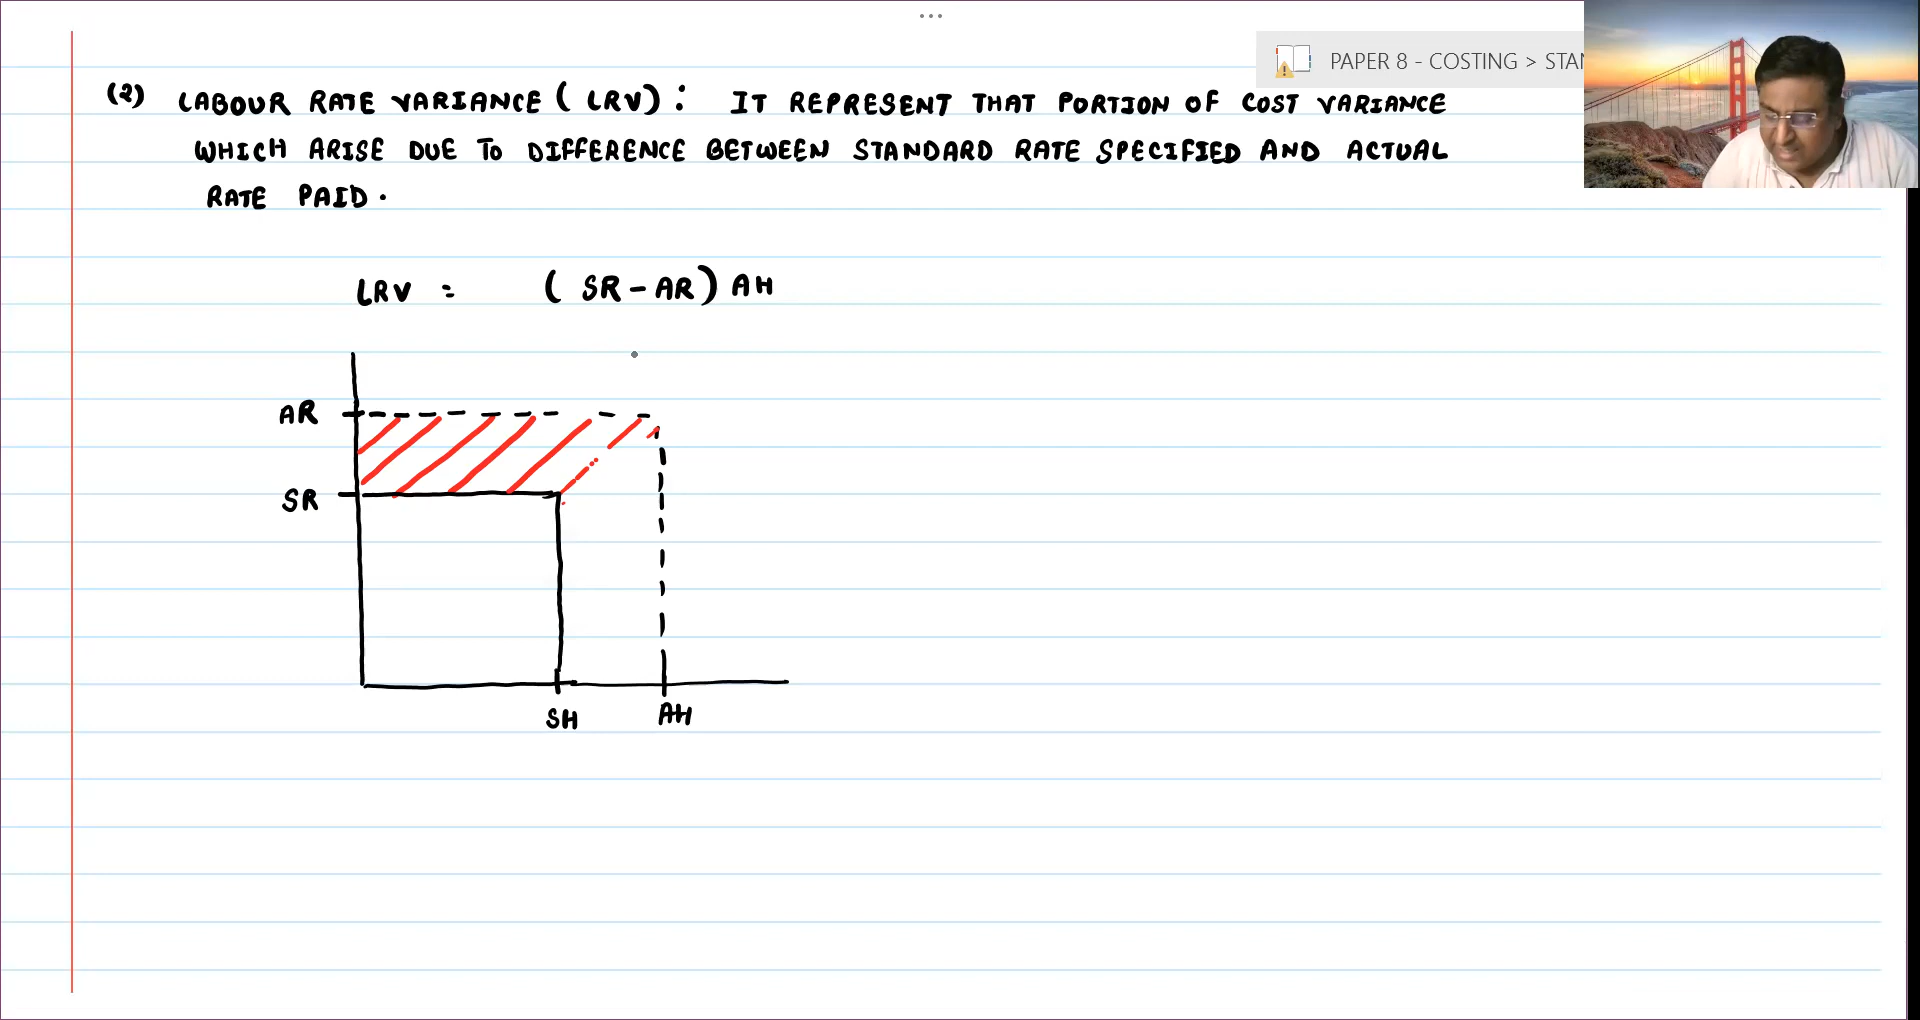 PAPER 8 - COSTING > STAN
(2) LABOUR RATE VARIANCE (LRV): IT REPRESENT THAT PORTION OF COST VARIANCE
WHICH ARISE DUE TO DIFFERENCE BETWEEN STANDARD RATE SPECIFIED AND ACTUAL
RATE PAID.
LRV = (SR-AR) AH
AR
SR
SH AH